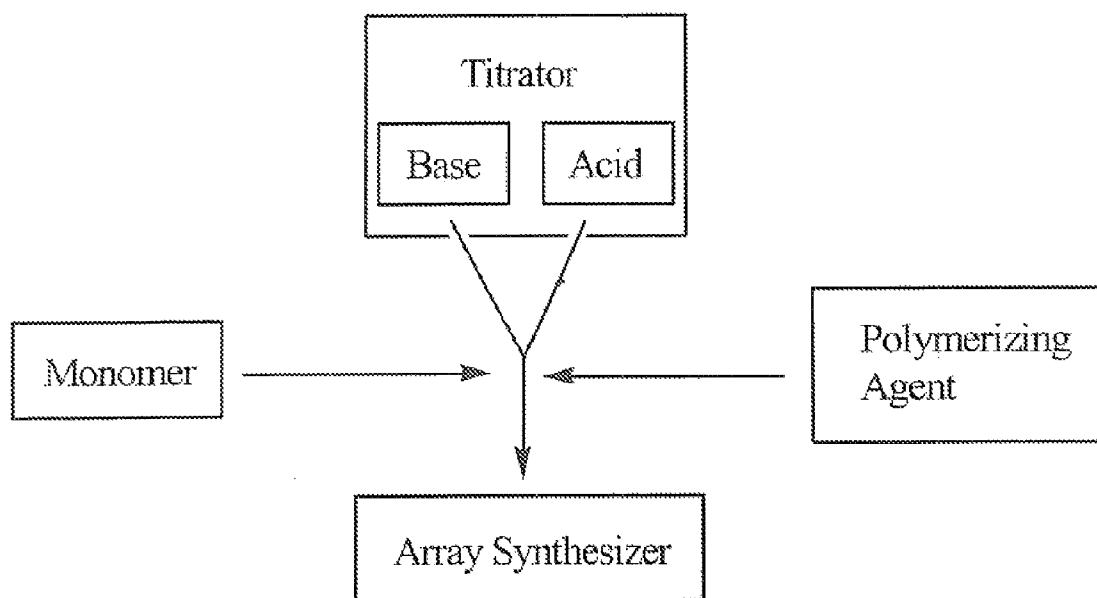 Titrator
Base
Acid
Monomer
Polymerizing
Agent
Array Synthesizer